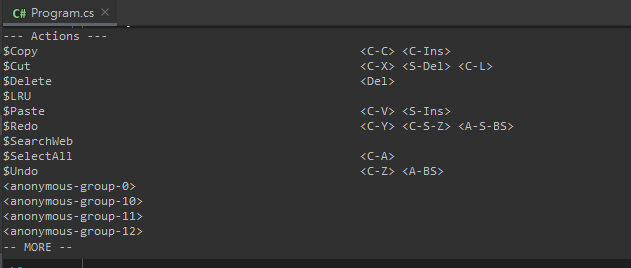 C# Program.cs ×
--- Actions ---
$Copy <C-C> <C-Ins>
$Cut <C-X> <S-Del> <C-L>
$Delete <Del>
$LRU
$Paste <C-V> <S-Ins>
$Redo <C-Y> <C-S-Z> <A-S-BS>
$SearchWeb
$SelectAll <C-A>
$Undo <C-Z> <A-BS>
<anonymous-group-0>
<anonymous-group-10>
<anonymous-group-11>
<anonymous-group-12>
-- MORE --